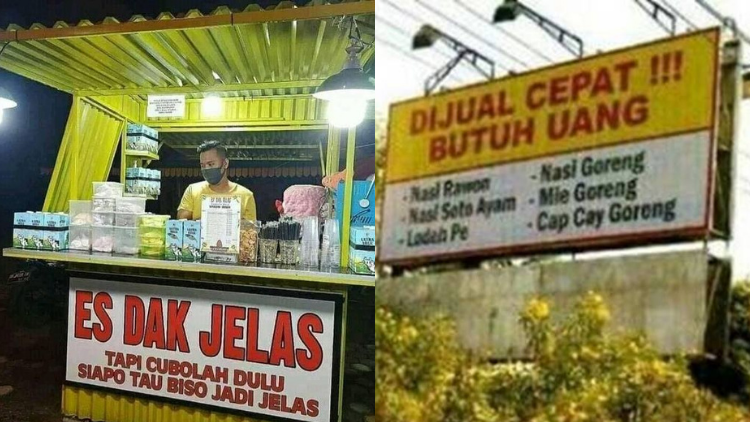 ES DAK JELAS
TAPI CUBOLAH DULU
SIAPO TAU BISO JADI JELAS
DIJUAL CEPAT !!!
BUTUH UANG
- Nasi Rawon
- Nasi Soto Ayam
- Lodeh Pe
- Nasi Goreng
- Mie Goreng
- Cap Cay Goreng